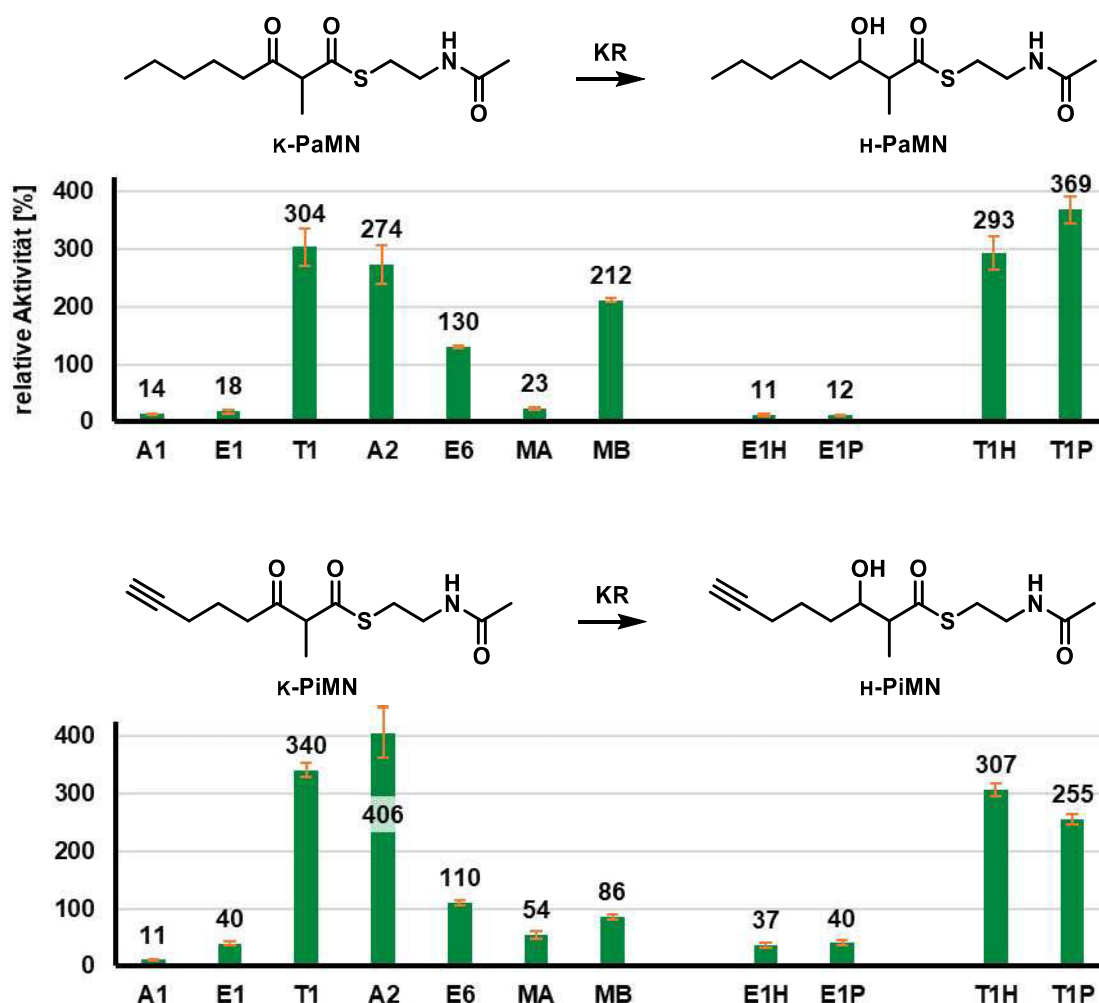 O O H N S O KR OH O H N S O
K-PaMN H-PaMN
relative Aktivität [%]
400
300
200
100
0
14 18 304 274 130 23 212 11 12 293 369
A1 E1 T1 A2 E6 MA MB E1H E1P T1H T1P
O O H N S O KR OH O H N S O
K-PiMN H-PiMN
400
300
200
100
0
11 40 340 406 110 54 86 37 40 307 255
A1 E1 T1 A2 E6 MA MB E1H E1P T1H T1P